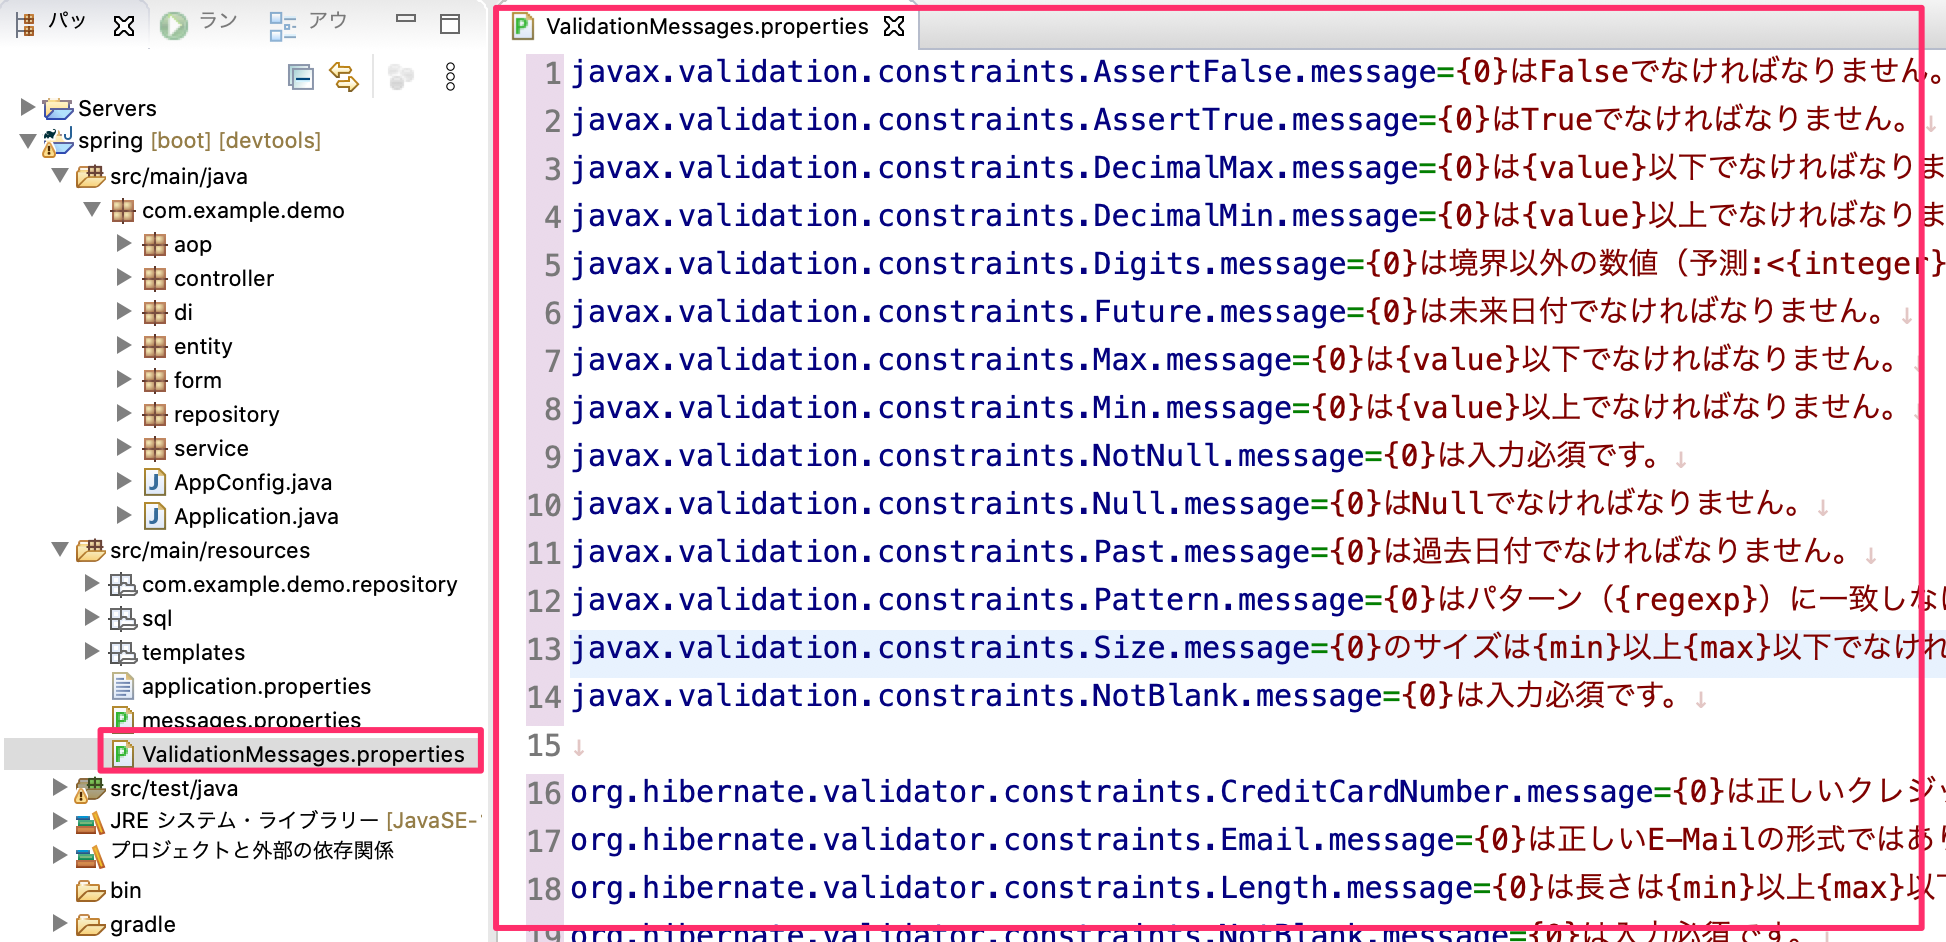 パッ ラン アウ
Servers
spring [boot] [devtools]
src/main/java
com.example.demo
aop
controller
di
entity
form
repository
service
AppConfig.java
Application.java
src/main/resources
com.example.demo.repository
sql
templates
application.properties
messages.properties
ValidationMessages.properties
src/test/java
JRE システム・ライブラリー [JavaSE-
プロジェクトと外部の依存関係
bin
gradle
ValidationMessages.properties
1 javax.validation.constraints.AssertFalse.message={0}はFalseでなければなりません。
2 javax.validation.constraints.AssertTrue.message={0}はTrueでなければなりません。↓
3 javax.validation.constraints.DecimalMax.message={0}は{value}以下でなければなりま
4 javax.validation.constraints.DecimalMin.message={0}は{value}以上でなければなりま
5 javax.validation.constraints.Digits.message={0}は境界以外の数値（予測:<{integer}
6 javax.validation.constraints.Future.message={0}は未来日付でなければなりません。↓
7 javax.validation.constraints.Max.message={0}は{value}以下でなければなりません。
8 javax.validation.constraints.Min.message={0}は{value}以上でなければなりません。
9 javax.validation.constraints.NotNull.message={0}は入力必須です。↓
10 javax.validation.constraints.Null.message={0}はNullでなければなりません。↓
11 javax.validation.constraints.Past.message={0}は過去日付でなければなりません。↓
12 javax.validation.constraints.Pattern.message={0}はパターン（{regexp}）に一致しな
13 javax.validation.constraints.Size.message={0}のサイズは{min}以上{max}以下でなけれ
14 javax.validation.constraints.NotBlank.message={0}は入力必須です。↓
15 ↓
16 org.hibernate.validator.constraints.CreditCardNumber.message={0}は正しいクレジッ
17 org.hibernate.validator.constraints.Email.message={0}は正しいE-Mailの形式ではあり
18 org.hibernate.validator.constraints.Length.message={0}は長さは{min}以上{max}以下
19 org.hibernate.validator.constraints.NotBlank.message={0}は入力必須です。